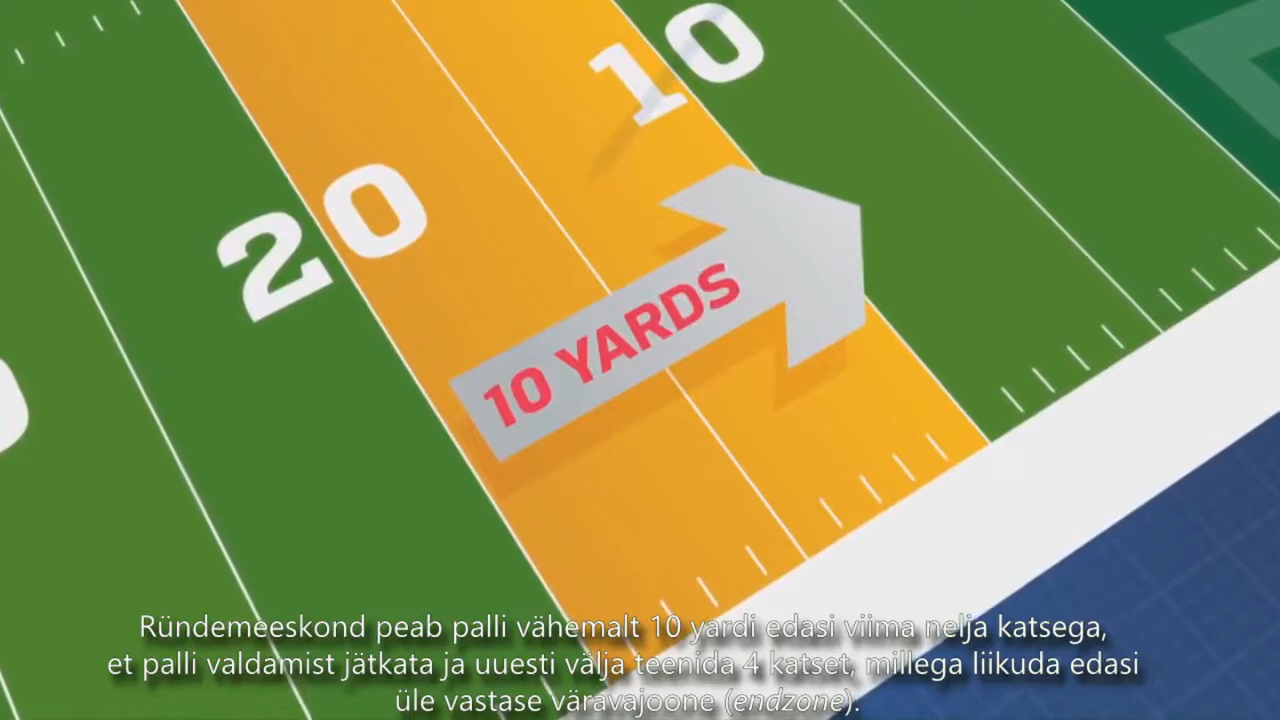 10
20
10 YARDS
Ründemeeskond peab palli vähemalt 10 yardi edasi viima nelja katsega,
et palli valdamist jätkata ja uuesti välja teenida 4 katset, millega liikuda edasi
üle vastase väravajoone (endzone).